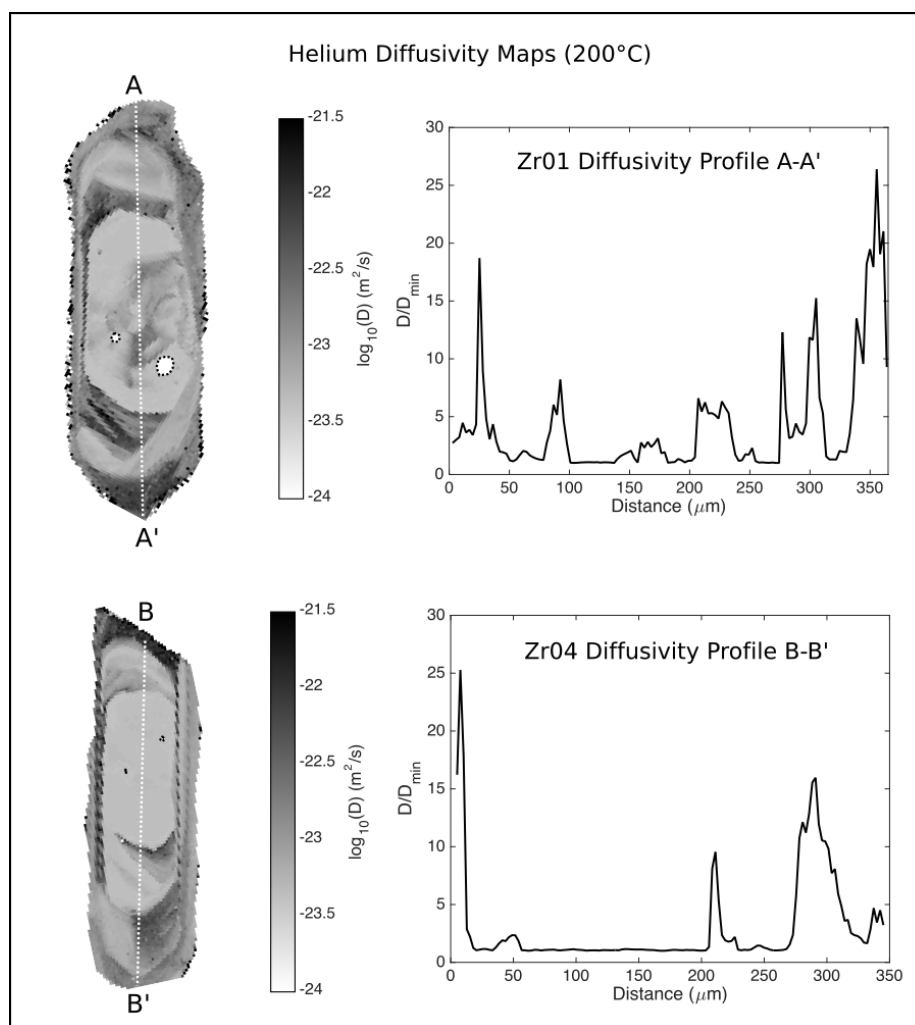 Helium Diffusivity Maps (200°C)
A
A'
-21.5
-22
-22.5
-23
-23.5
-24
log10(D) (m²/s)
Zr01 Diffusivity Profile A-A'
30
25
20
15
10
5
0
D/Dmin
0 50 100 150 200 250 300 350
Distance (μm)
B
B'
-21.5
-22
-22.5
-23
-23.5
-24
log10(D) (m²/s)
Zr04 Diffusivity Profile B-B'
30
25
20
15
10
5
0
D/Dmin
0 50 100 150 200 250 300 350
Distance (μm)